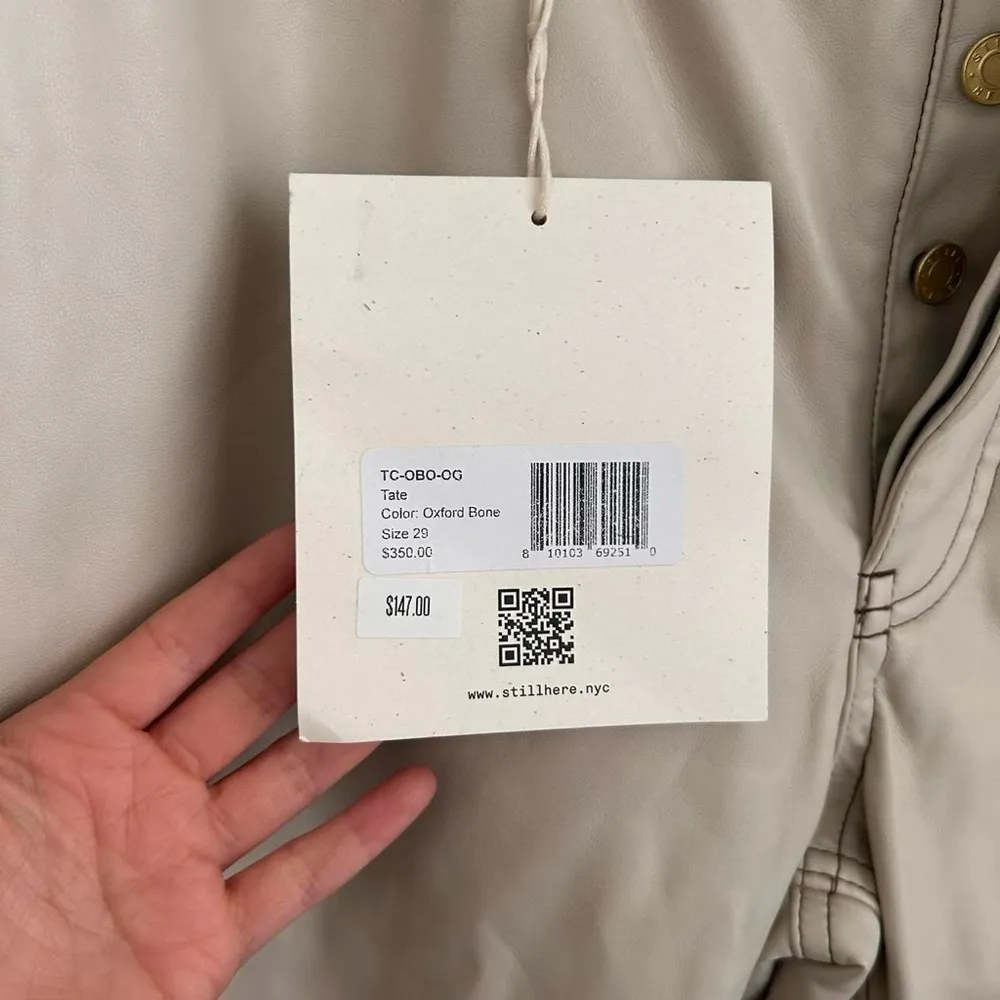 TC-OBO-OG
Tate
Color: Oxford Bone
Size 29
$350.00
8 10103 69251 0
$147.00
www.stillhere.nyc